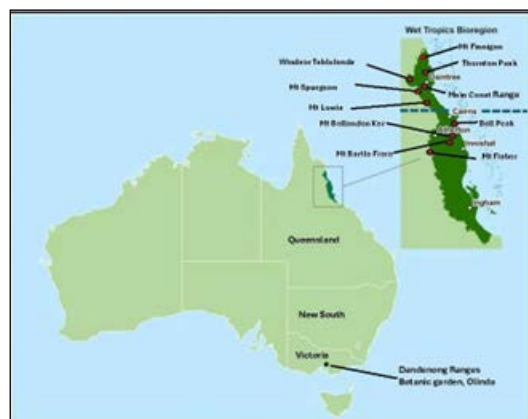 Wet Tropics Bioregion
Mt Finnigan
Windsor Tablelands
Thornton Peak
Daintree
Mt Spurgeon
Main Coast Range
Mt Lewis
Cairns
Mt Bellenden Ker
Bell Peak
Innisfail
Mt Bartle Frere
Mt Fisher
Ingham
Queensland
New South
Victoria
Dandenong Ranges
Botanic garden, Olinda